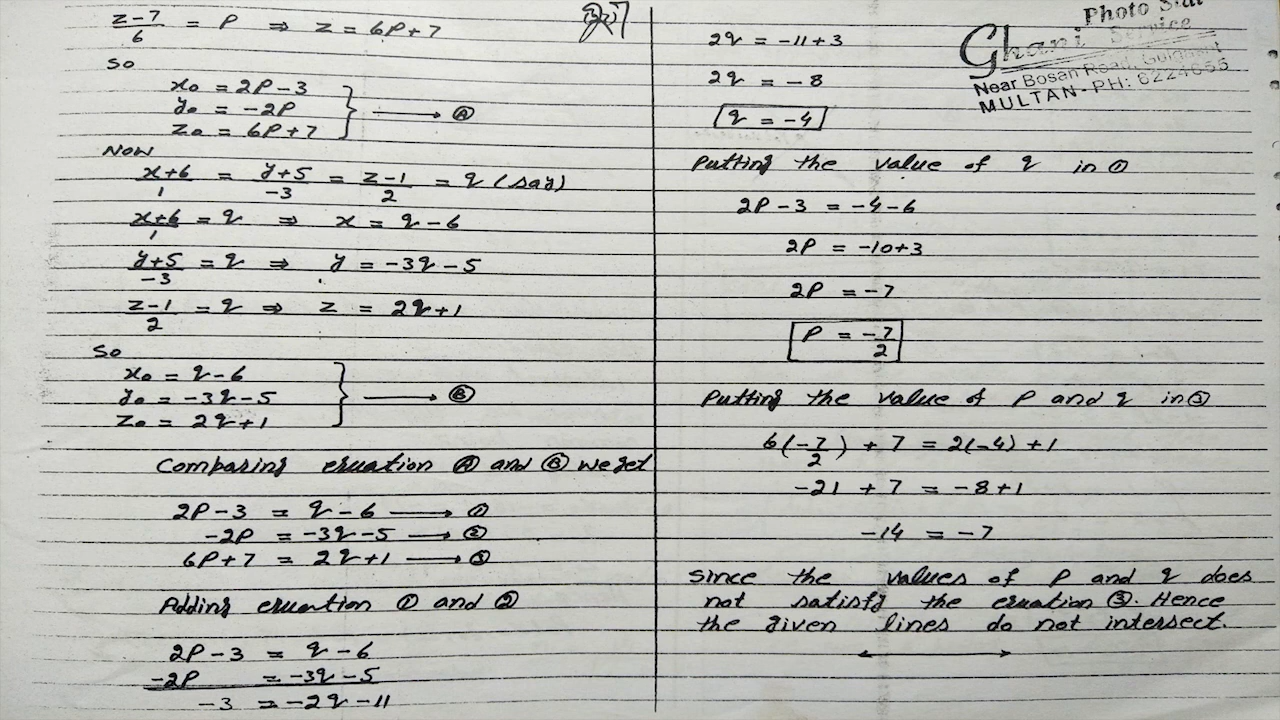 z-7/6 = P ⇒ z = 6P+7
so
x₀ = 2P-3
y₀ = -2P
z₀ = 6P+7
⟶ Ⓐ
Now
x+6/1 = y+5/-3 = z-1/2 = q (say)
x+6/1 = q ⇒ x = q-6
y+5/-3 = q ⇒ y = -3q-5
z-1/2 = q ⇒ z = 2q+1
so
x₀ = q-6
y₀ = -3q-5
z₀ = 2q+1
⟶ Ⓑ
Comparing equation Ⓐ and Ⓑ we get
2P-3 = q-6 ⟶ ①
-2P = -3q-5 ⟶ ②
6P+7 = 2q+1 ⟶ ③
Adding equation ① and ②
2P-3 = q-6
-2P = -3q-5
-3 = -2q-11
Photo Stat
Ghani Service
Near Bosan Road, Gulgasht
MULTAN-PH: 6224655
2q = -11+3
2q = -8
q = -4
Putting the value of q in ①
2P-3 = -4-6
2P = -10+3
2P = -7
P = -7/2
Putting the value of P and q in ③
6(-7/2) + 7 = 2(-4) + 1
-21 + 7 = -8+1
-14 = -7
since the values of P and q does
not satisfy the equation ③. Hence
the given lines do not intersect.